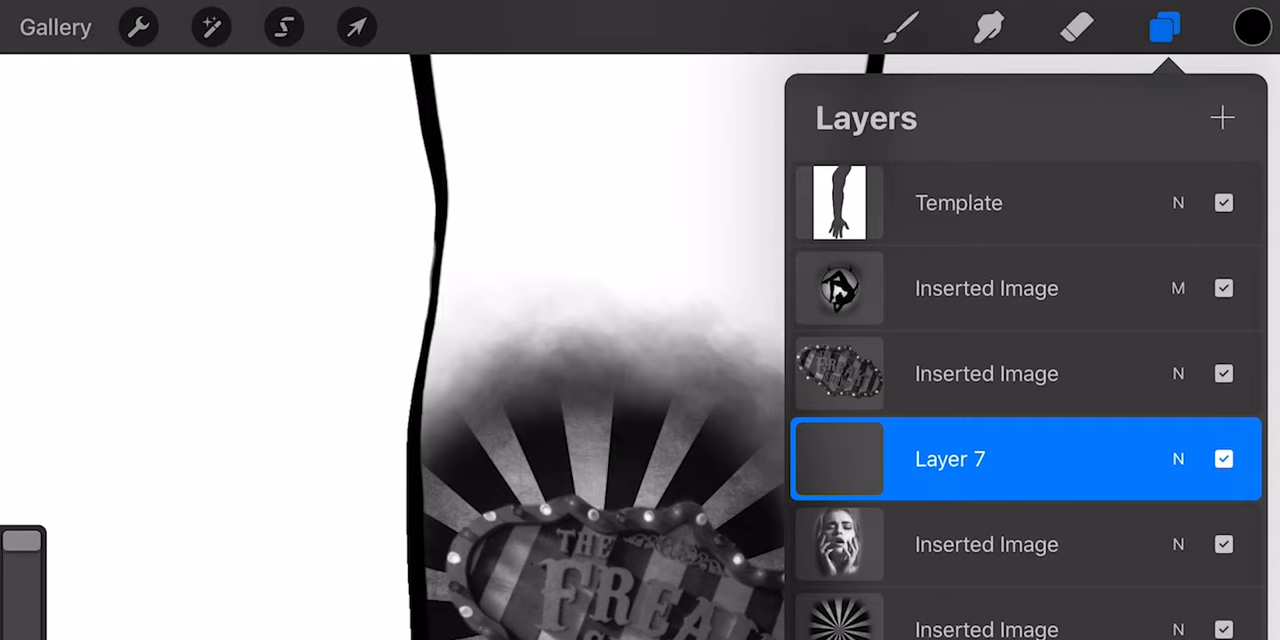 Gallery
Layers
Template N
Inserted Image M
Inserted Image N
Layer 7 N
Inserted Image N
Inserted Image N
THE
FREA